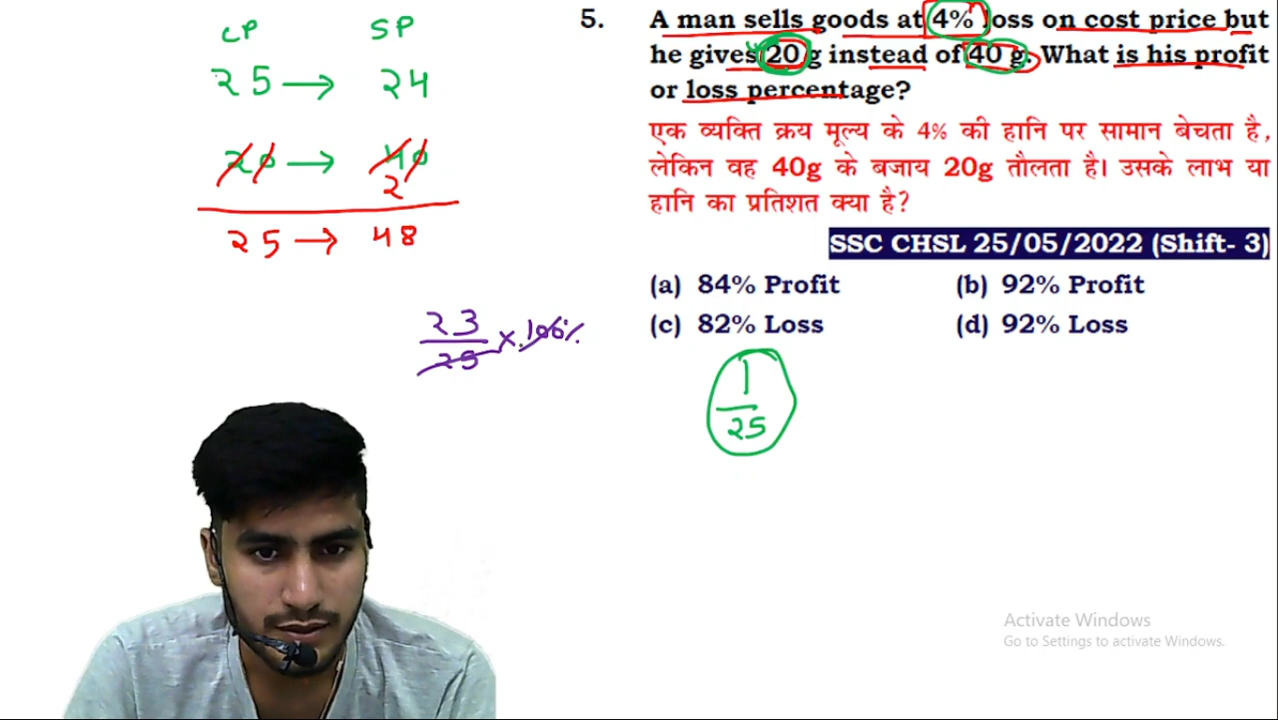 CP SP
25 → 24
20 → 40
2
25 → 48
23
25 × 100%
5. A man sells goods at 4% loss on cost price but
he gives 20 g instead of 40 g. What is his profit
or loss percentage?
एक व्यक्ति क्रय मूल्य के 4% की हानि पर सामान बेचता है,
लेकिन वह 40g के बजाय 20g तौलता है। उसके लाभ या
हानि का प्रतिशत क्या है?
SSC CHSL 25/05/2022 (Shift- 3)
(a) 84% Profit (b) 92% Profit
(c) 82% Loss (d) 92% Loss
1
25
Activate Windows
Go to Settings to activate Windows.